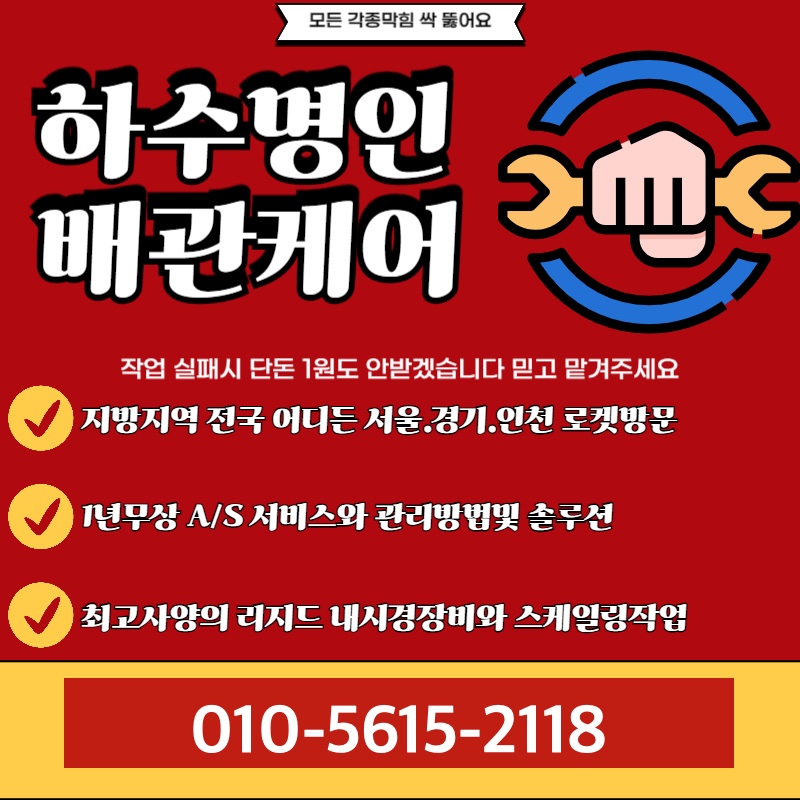 모든 각종막힘 싹 뚫어요
하수명인
배관케어
작업 실패시 단돈 1원도 안받겠습니다 믿고 맡겨주세요
지방지역 전국 어디든 서울.경기.인천 로켓방문
1년무상 A/S 서비스와 관리방법및 솔루션
최고사양의 리지드 내시경장비와 스케일링작업
010-5615-2118